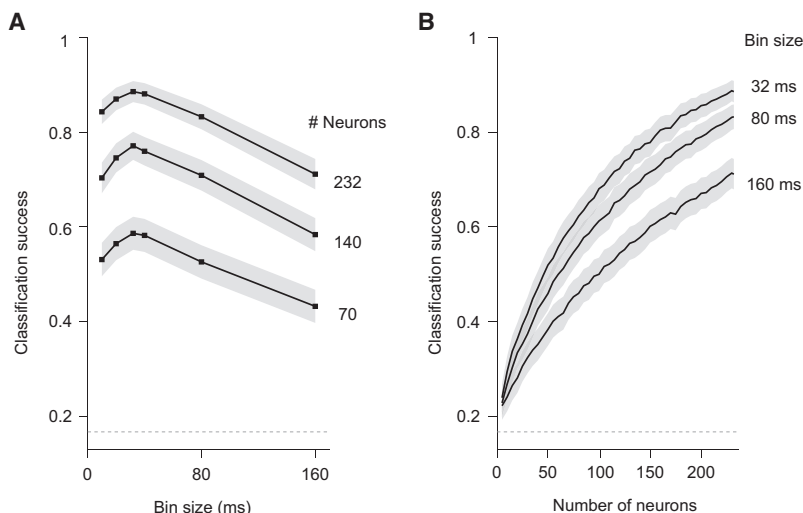 A
1
0.8
0.6
0.4
0.2
0
80
160
Classification success
Bin size (ms)
# Neurons
232
140
70
B
1
0.8
0.6
0.4
0.2
0
50
100
150
200
Classification success
Number of neurons
Bin size
32 ms
80 ms
160 ms